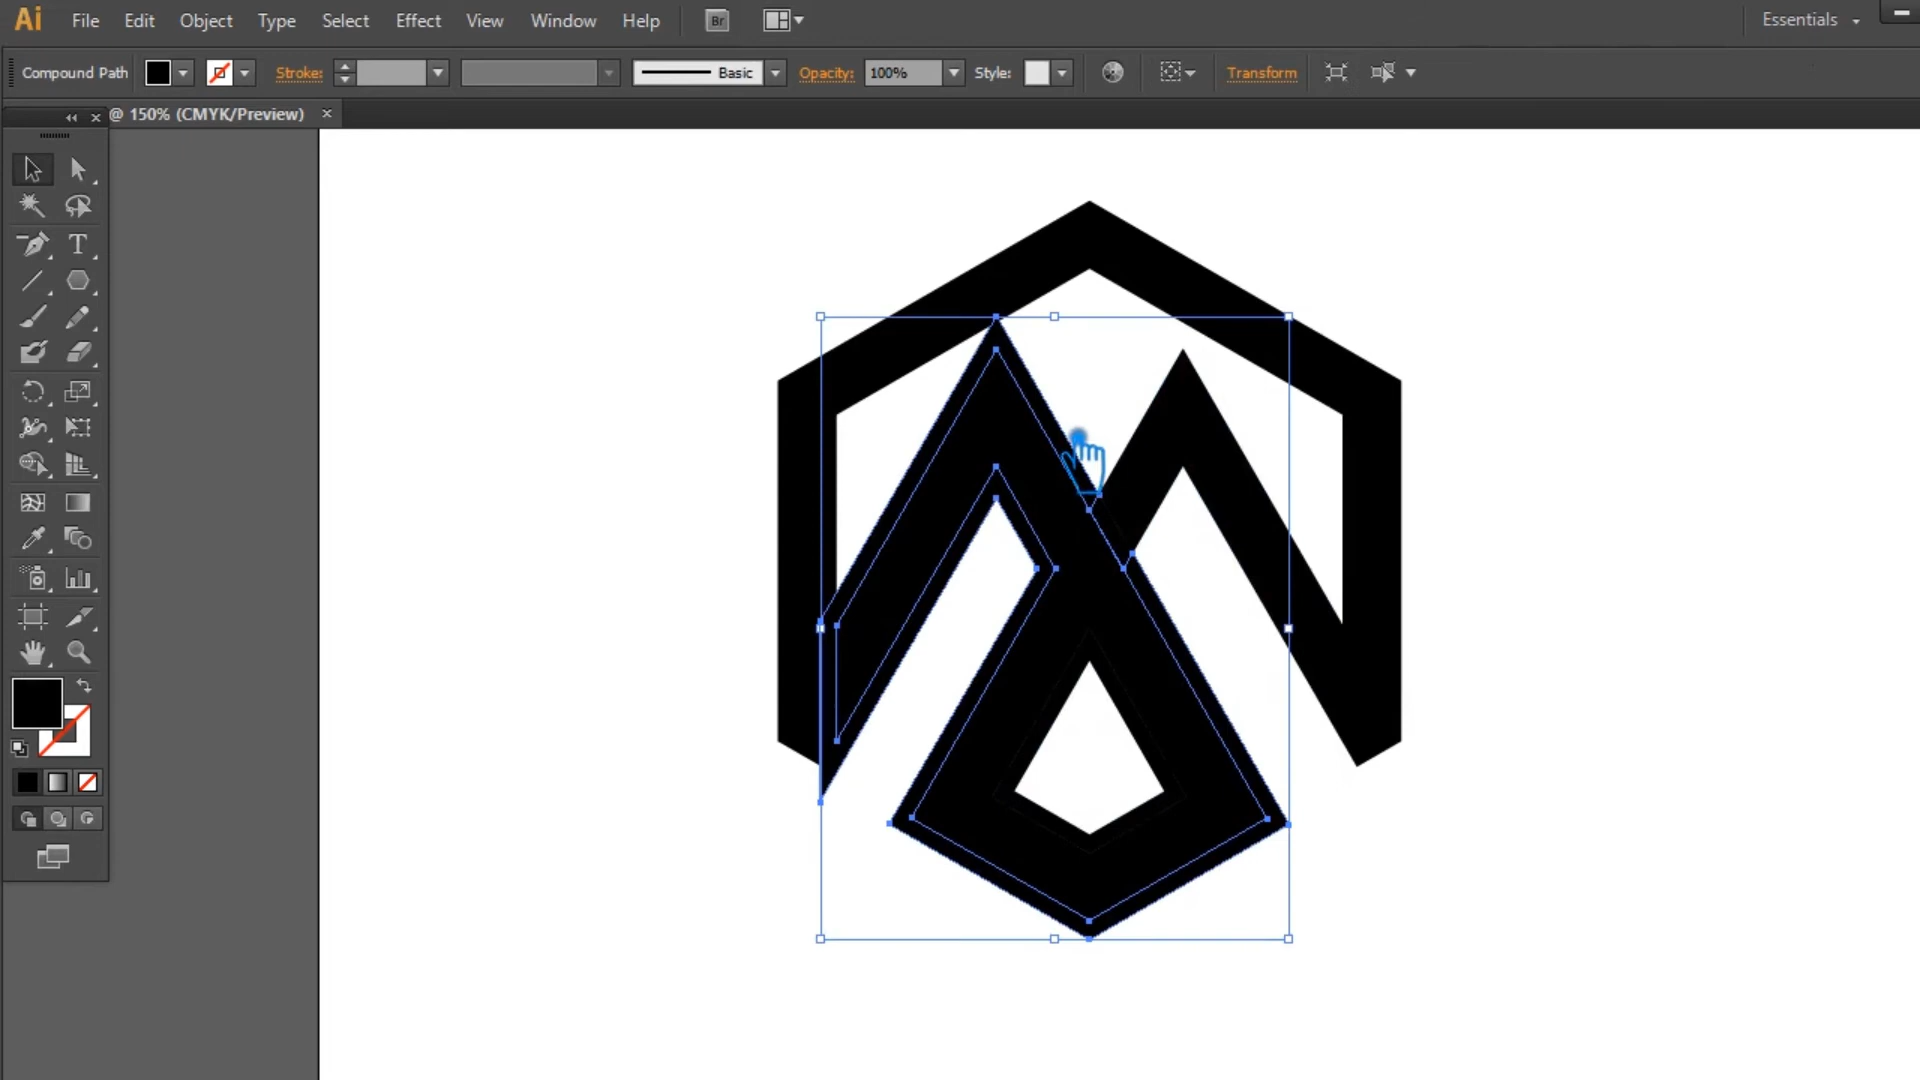 Ai File Edit Object Type Select Effect View Window Help Br Essentials
Compound Path Stroke: Basic Opacity: 100% Style: Transform
@ 150% (CMYK/Preview) ×
T